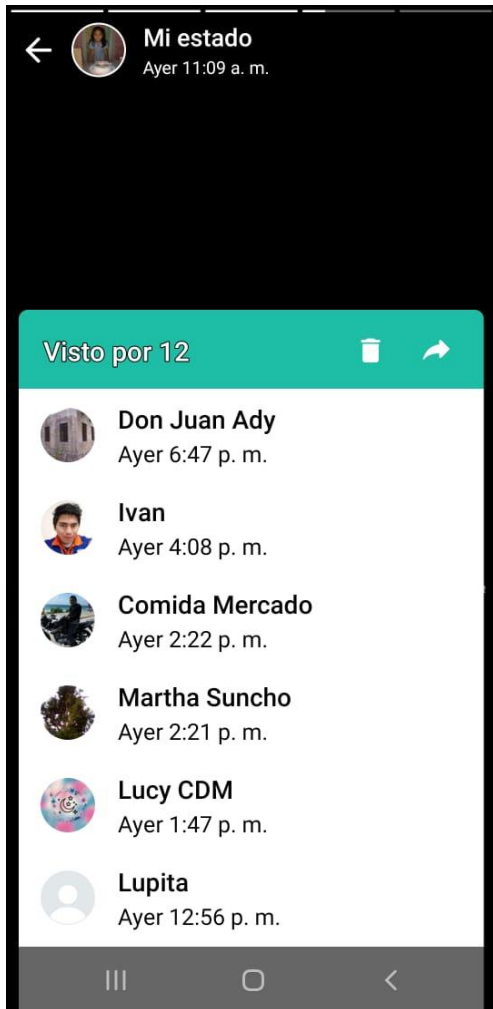 Mi estado
Ayer 11:09 a. m.
Visto por 12
Don Juan Ady
Ayer 6:47 p. m.
Ivan
Ayer 4:08 p. m.
Comida Mercado
Ayer 2:22 p. m.
Martha Suncho
Ayer 2:21 p. m.
Lucy CDM
Ayer 1:47 p. m.
Lupita
Ayer 12:56 p. m.